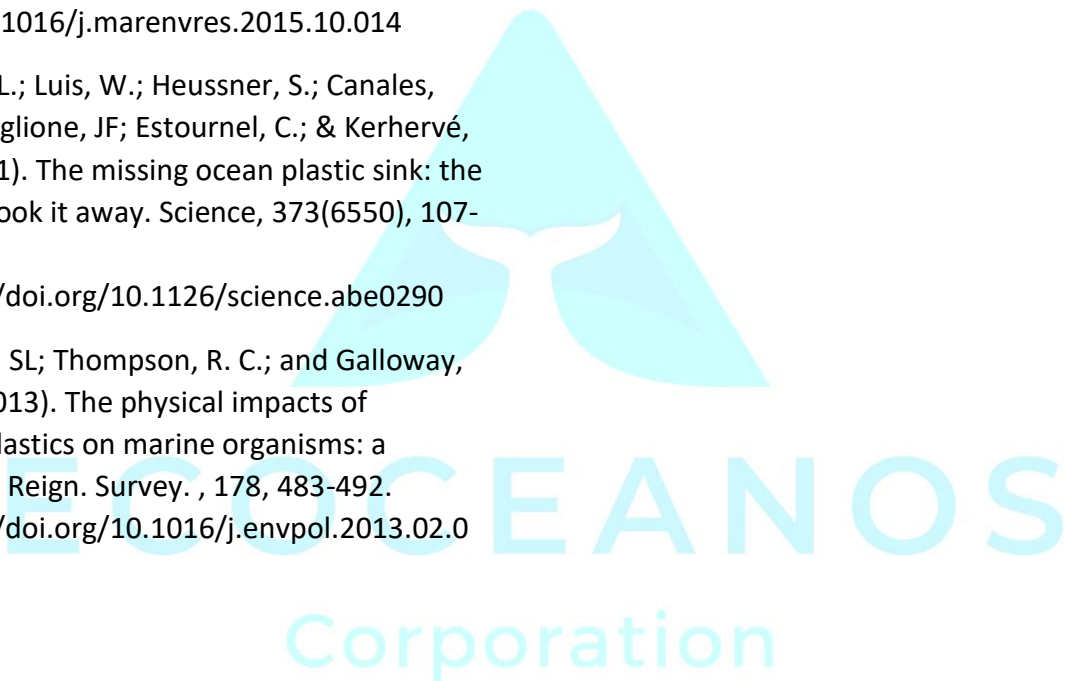 1016/j.marenvres.2015.10.014
L.; Luis, W.; Heussner, S.; Canales,
glione, JF; Estournel, C.; & Kerhervé,
1). The missing ocean plastic sink: the
ook it away. Science, 373(6550), 107-
/doi.org/10.1126/science.abe0290
SL; Thompson, R. C.; and Galloway,
013). The physical impacts of
lastics on marine organisms: a
Reign. Survey. , 178, 483-492.
/doi.org/10.1016/j.envpol.2013.02.0
ECOCEANOS
Corporation